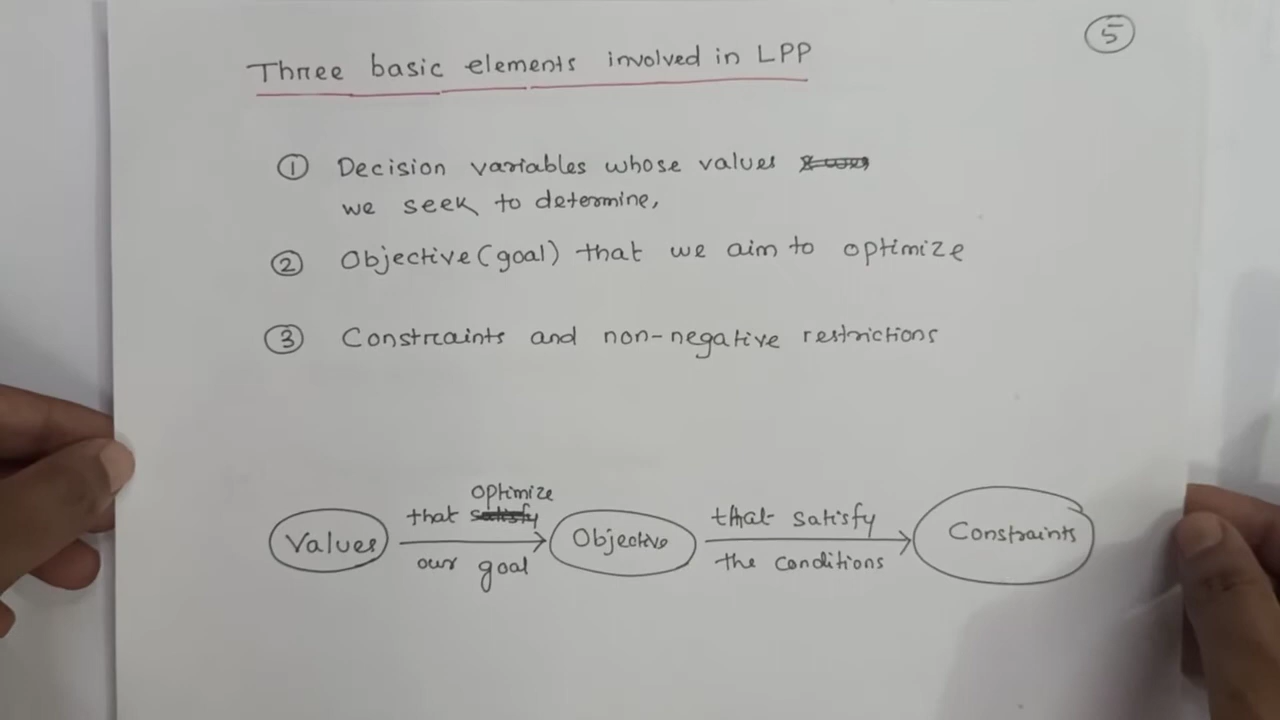 5
Three basic elements involved in LPP
① Decision variables whose values
we seek to determine,
② Objective (goal) that we aim to optimize
③ Constraints and non-negative restrictions
optimize
that satisfy
our goal
Values
Objective
that satisfy
the conditions
Constraints